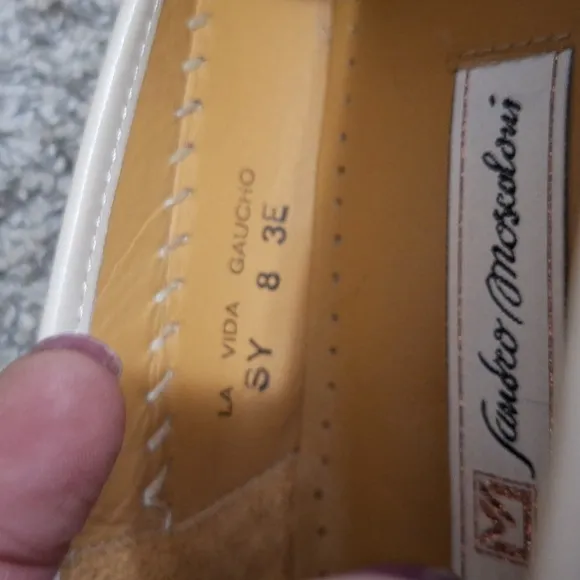 LA VIDA GAUCHO
SY 8 3E
Sandro Moscoloni
M